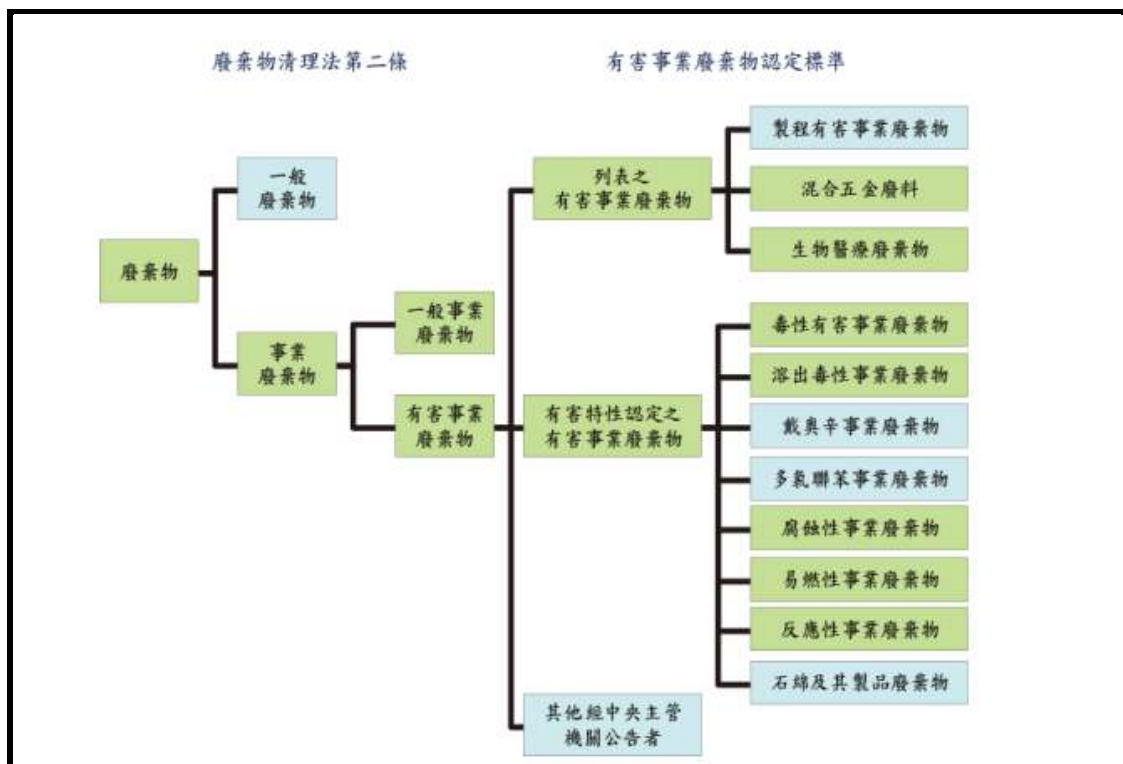 廢棄物清理法第二條
有害事業廢棄物認定標準
廢棄物
一般
廢棄物
事業
廢棄物
一般事業
廢棄物
有害事業
廢棄物
列表之
有害事業廢棄物
製程有害事業廢棄物
混合五金廢料
生物醫療廢棄物
有害特性認定之
有害事業廢棄物
毒性有害事業廢棄物
溶出毒性事業廢棄物
戴奧辛事業廢棄物
多氯聯苯事業廢棄物
腐蝕性事業廢棄物
易燃性事業廢棄物
反應性事業廢棄物
石綿及其製品廢棄物
其他經中央主管
機關公告者